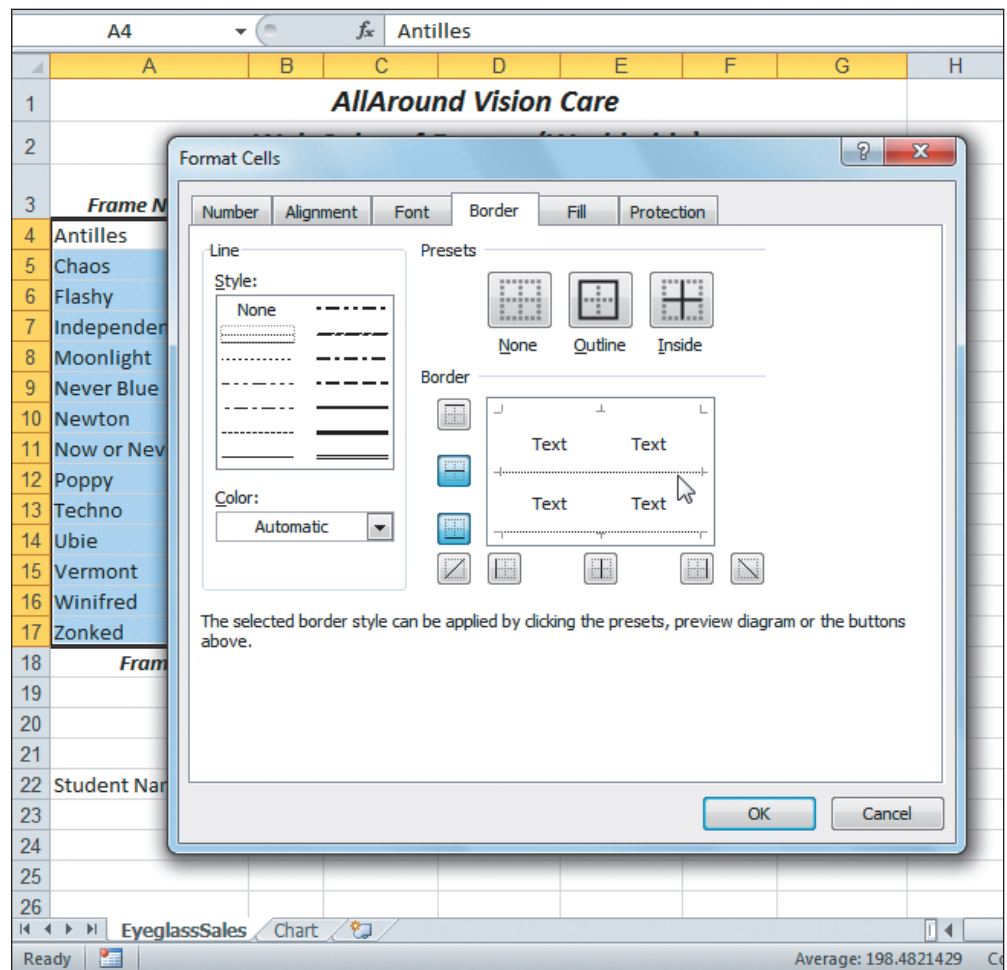 A4 fx Antilles
A B C D E F G H
1 AllAround Vision Care
2
Format Cells
3 Frame N
Number Alignment Font Border Fill Protection
4 Antilles
Line Presets
5 Chaos
Style:
6 Flashy
None
7 Independen
None Outline Inside
8 Moonlight
Border
9 Never Blue
10 Newton
Text Text
11 Now or Nev
12 Poppy
Color:
Text Text
13 Techno
Automatic
14 Ubie
15 Vermont
16 Winifred
The selected border style can be applied by clicking the presets, preview diagram or the buttons
17 Zonked
above.
18 Fram
19
20
21
22 Student Nar
23
OK Cancel
24
25
26
EyeglassSales Chart
Ready Average: 198.4821429